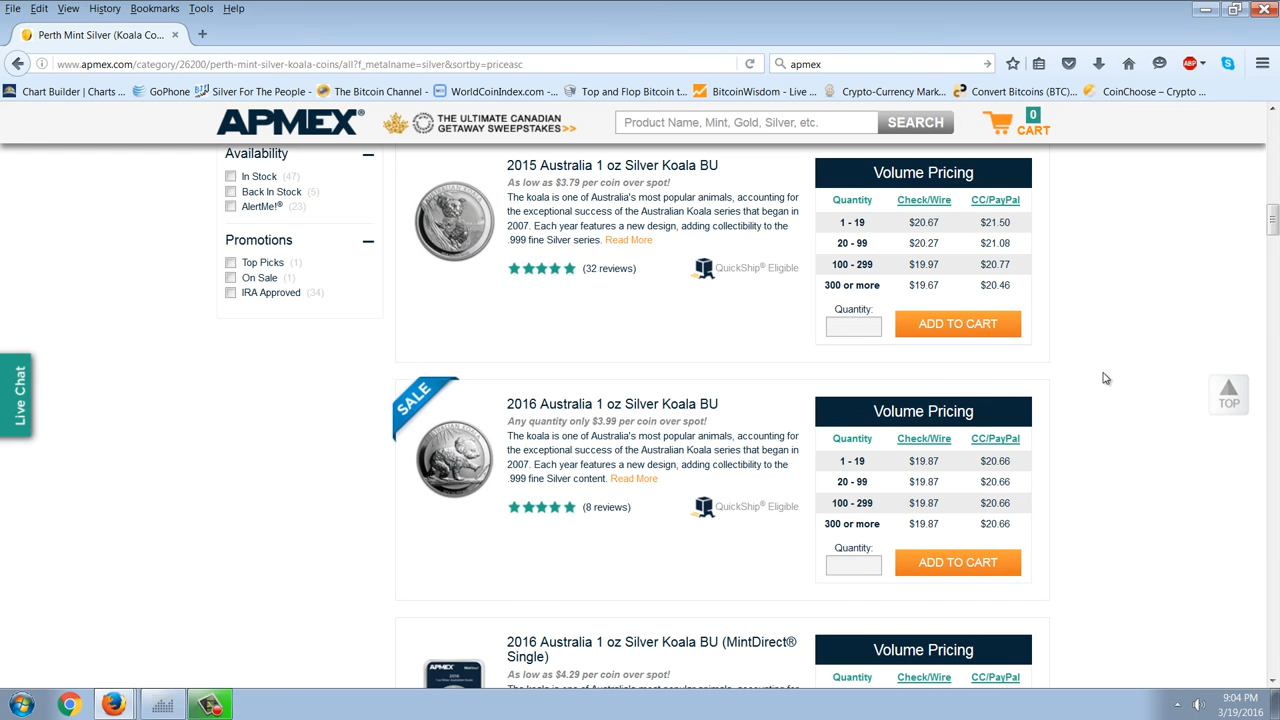 File Edit View History Bookmarks Tools Help
Perth Mint Silver (Koala Co... × +
www.apmex.com/category/26200/perth-mint-silver-koala-coins/all?f_metalname=silver&sortby=priceasc
apmex
ABP
Chart Builder | Charts ...
GoPhone
Silver For The People - ...
The Bitcoin Channel - ...
WorldCoinIndex.com -...
Top and Flop Bitcoin t...
BitcoinWisdom - Live ...
Crypto-Currency Mark...
Convert Bitcoins (BTC)...
CoinChoose - Crypto ...
APMEX®
THE ULTIMATE CANADIAN
GETAWAY SWEEPSTAKES>>
Product Name, Mint, Gold, Silver, etc.
SEARCH
0
CART
Availability
In Stock (47)
Back In Stock (5)
AlertMe!® (23)
Promotions
Top Picks (1)
On Sale (1)
IRA Approved (34)
Live Chat
2015 Australia 1 oz Silver Koala BU
As low as $3.79 per coin over spot!
The koala is one of Australia's most popular animals, accounting for
the exceptional success of the Australian Koala series that began in
2007. Each year features a new design, adding collectibility to the
.999 fine Silver series. Read More
(32 reviews)
QuickShip® Eligible
Volume Pricing
Quantity Check/Wire CC/PayPal
1 - 19 $20.67 $21.50
20 - 99 $20.27 $21.08
100 - 299 $19.97 $20.77
300 or more $19.67 $20.46
Quantity:
ADD TO CART
TOP
SALE
2016 Australia 1 oz Silver Koala BU
Any quantity only $3.99 per coin over spot!
The koala is one of Australia's most popular animals, accounting for
the exceptional success of the Australian Koala series that began in
2007. Each year features a new design, adding collectibility to the
.999 fine Silver content. Read More
(8 reviews)
QuickShip® Eligible
Volume Pricing
Quantity Check/Wire CC/PayPal
1 - 19 $19.87 $20.66
20 - 99 $19.87 $20.66
100 - 299 $19.87 $20.66
300 or more $19.87 $20.66
Quantity:
ADD TO CART
2016 Australia 1 oz Silver Koala BU (MintDirect®
Single)
As low as $4.29 per coin over spot!
APMEX
2016
Volume Pricing
Quantity Check/Wire CC/PayPal
9:04 PM
3/19/2016